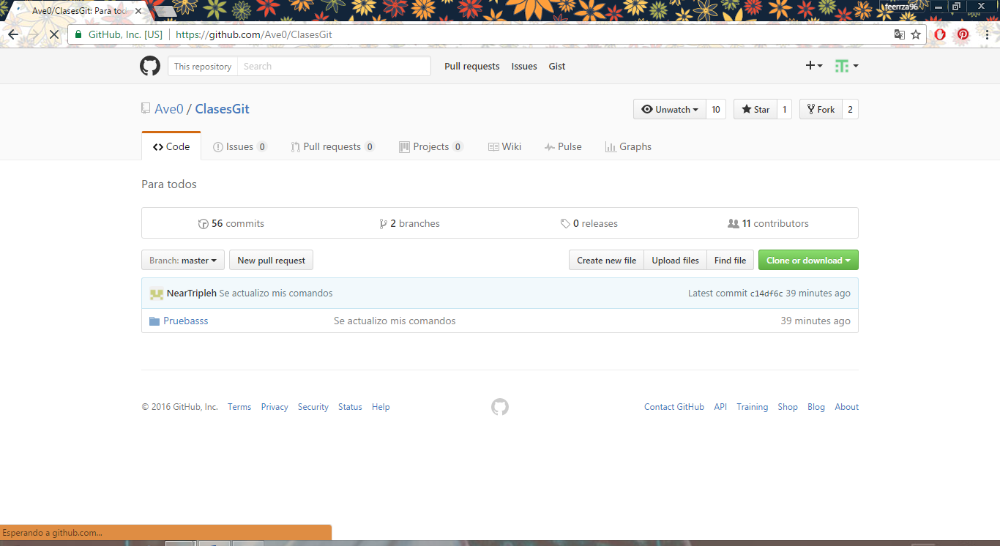 Ave0/ClasesGit: Para tod
feerrza96
GitHub, Inc. [US] https://github.com/Ave0/ClasesGit
This repository Search Pull requests Issues Gist
Ave0 / ClasesGit Unwatch 10 Star 1 Fork 2
Code Issues 0 Pull requests 0 Projects 0 Wiki Pulse Graphs
Para todos
56 commits 2 branches 0 releases 11 contributors
Branch: master New pull request Create new file Upload files Find file Clone or download
NearTripleh Se actualizo mis comandos Latest commit c14df6c 39 minutes ago
Pruebasss Se actualizo mis comandos 39 minutes ago
© 2016 GitHub, Inc. Terms Privacy Security Status Help Contact GitHub API Training Shop Blog About
Esperando a github.com...